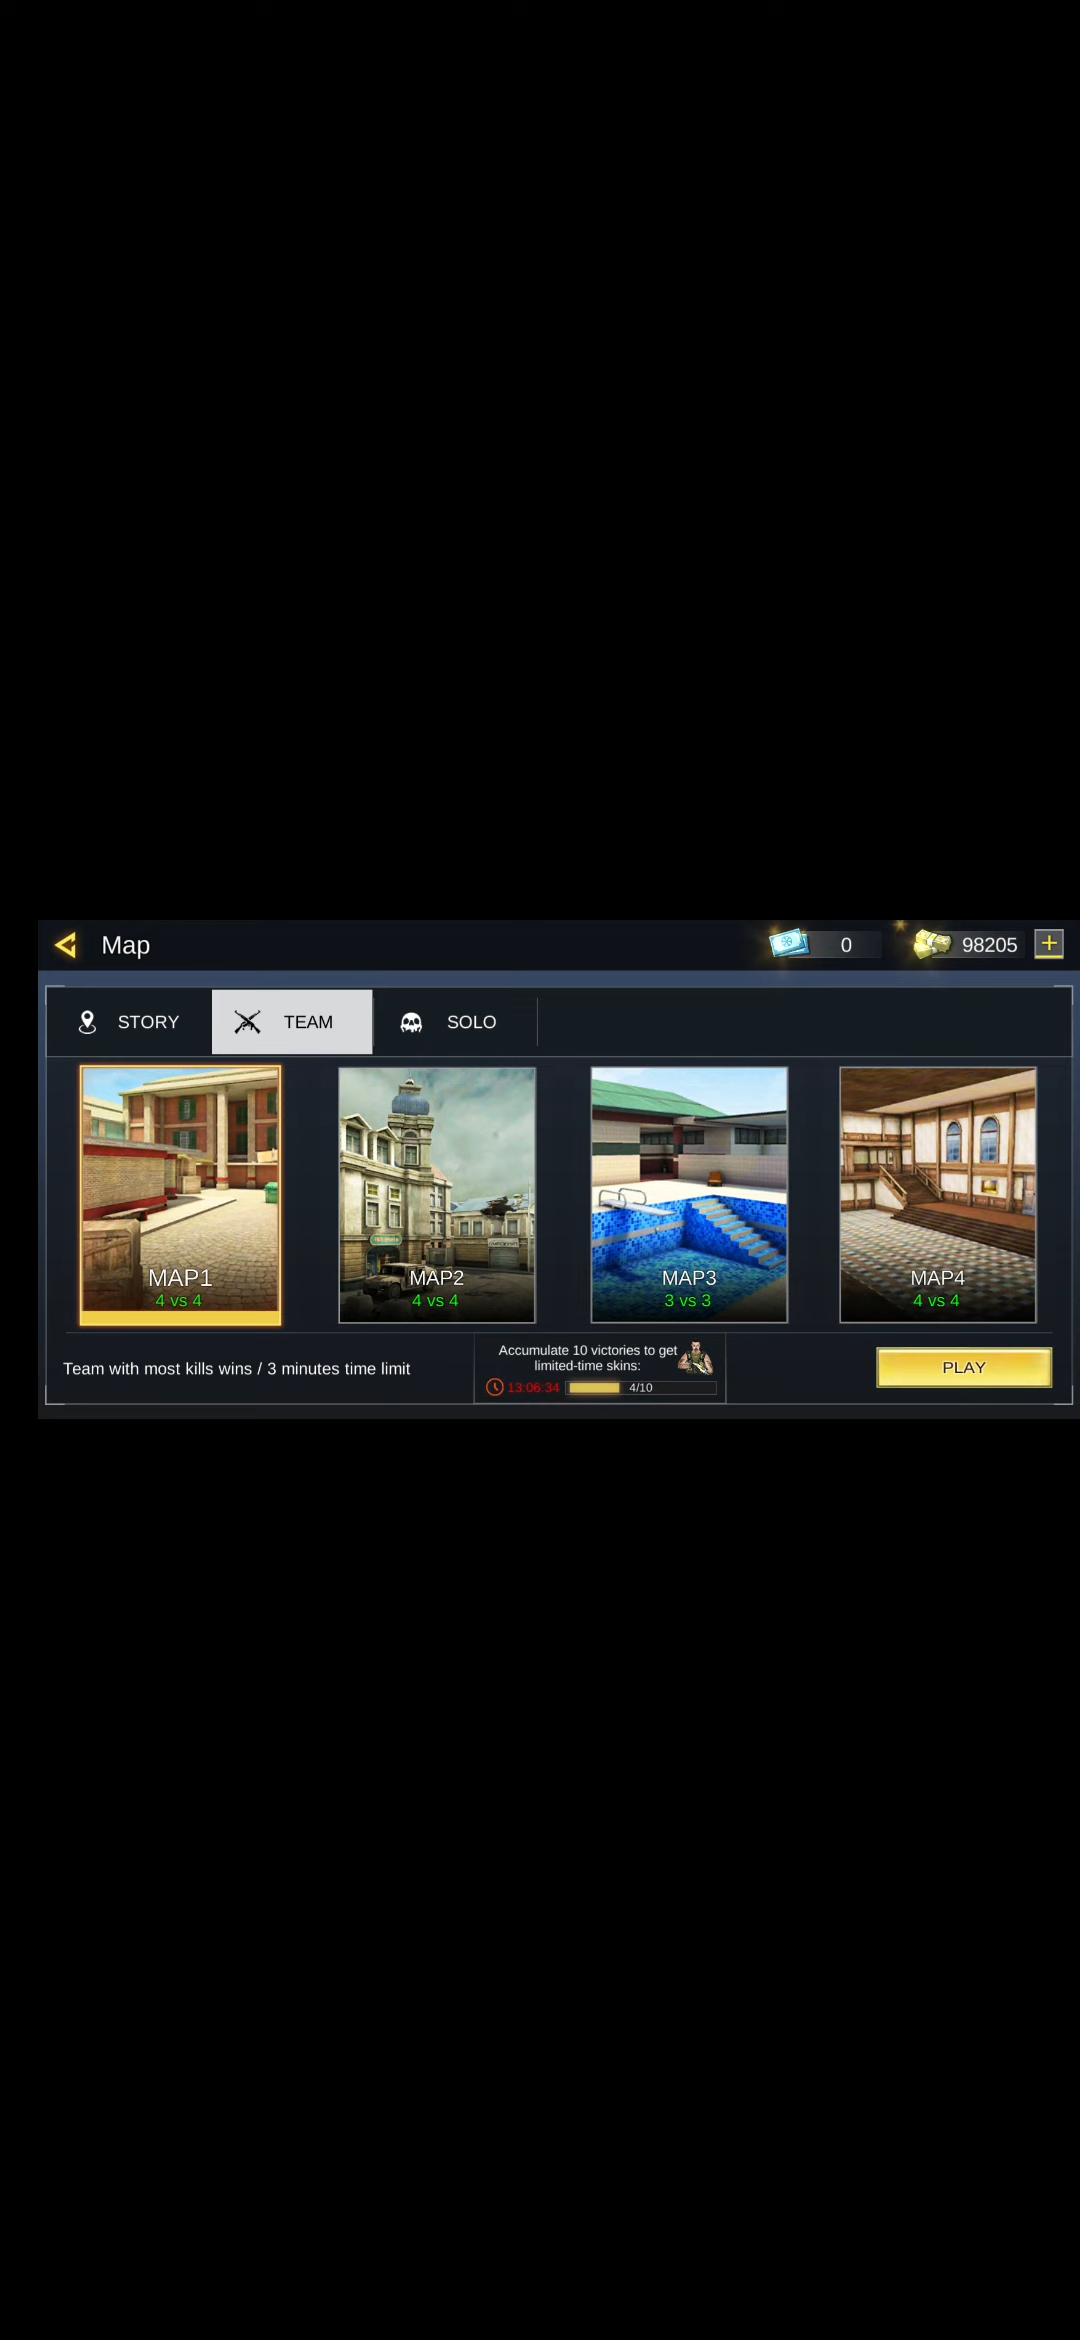 Map
0
98205
STORY
TEAM
SOLO
MAP1
4 vs 4
MAP2
4 vs 4
MAP3
3 vs 3
MAP4
4 vs 4
Team with most kills wins / 3 minutes time limit
Accumulate 10 victories to get
limited-time skins:
13:06:34
4/10
PLAY